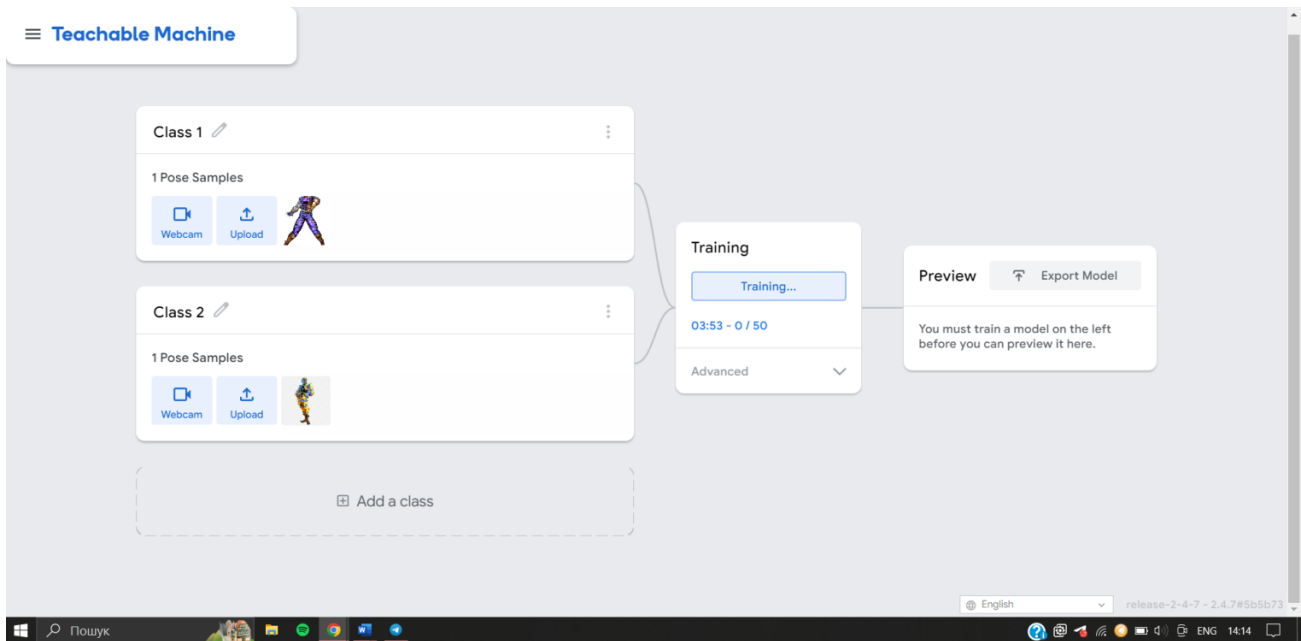 Teachable Machine
Class 1
1 Pose Samples
Webcam
Upload
Class 2
1 Pose Samples
Webcam
Upload
Add a class
Training
Training...
03:53 - 0 / 50
Advanced
Preview
Export Model
You must train a model on the left
before you can preview it here.
English
release-2-4-7 - 2.4.7#5b5b73
Пошук
ENG
14:14